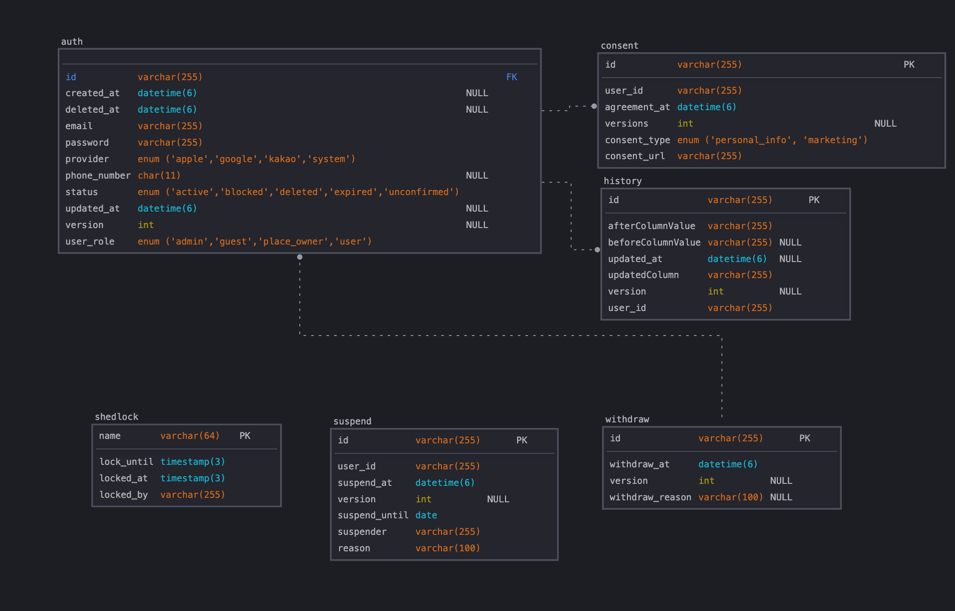 auth
id varchar(255) FK
created_at datetime(6) NULL
deleted_at datetime(6) NULL
email varchar(255)
password varchar(255)
provider enum ('apple','google','kakao','system')
phone_number char(11) NULL
status enum ('active','blocked','deleted','expired','unconfirmed')
updated_at datetime(6) NULL
version int NULL
user_role enum ('admin','guest','place_owner','user')
consent
id varchar(255) PK
user_id varchar(255)
agreement_at datetime(6)
versions int NULL
consent_type enum ('personal_info', 'marketing')
consent_url varchar(255)
history
id varchar(255) PK
afterColumnValue varchar(255)
beforeColumnValue varchar(255) NULL
updated_at datetime(6) NULL
updatedColumn varchar(255)
version int NULL
user_id varchar(255)
shedlock
name varchar(64) PK
lock_until timestamp(3)
locked_at timestamp(3)
locked_by varchar(255)
suspend
id varchar(255) PK
user_id varchar(255)
suspend_at datetime(6)
version int NULL
suspend_until date
suspender varchar(255)
reason varchar(100)
withdraw
id varchar(255) PK
withdraw_at datetime(6)
version int NULL
withdraw_reason varchar(100) NULL